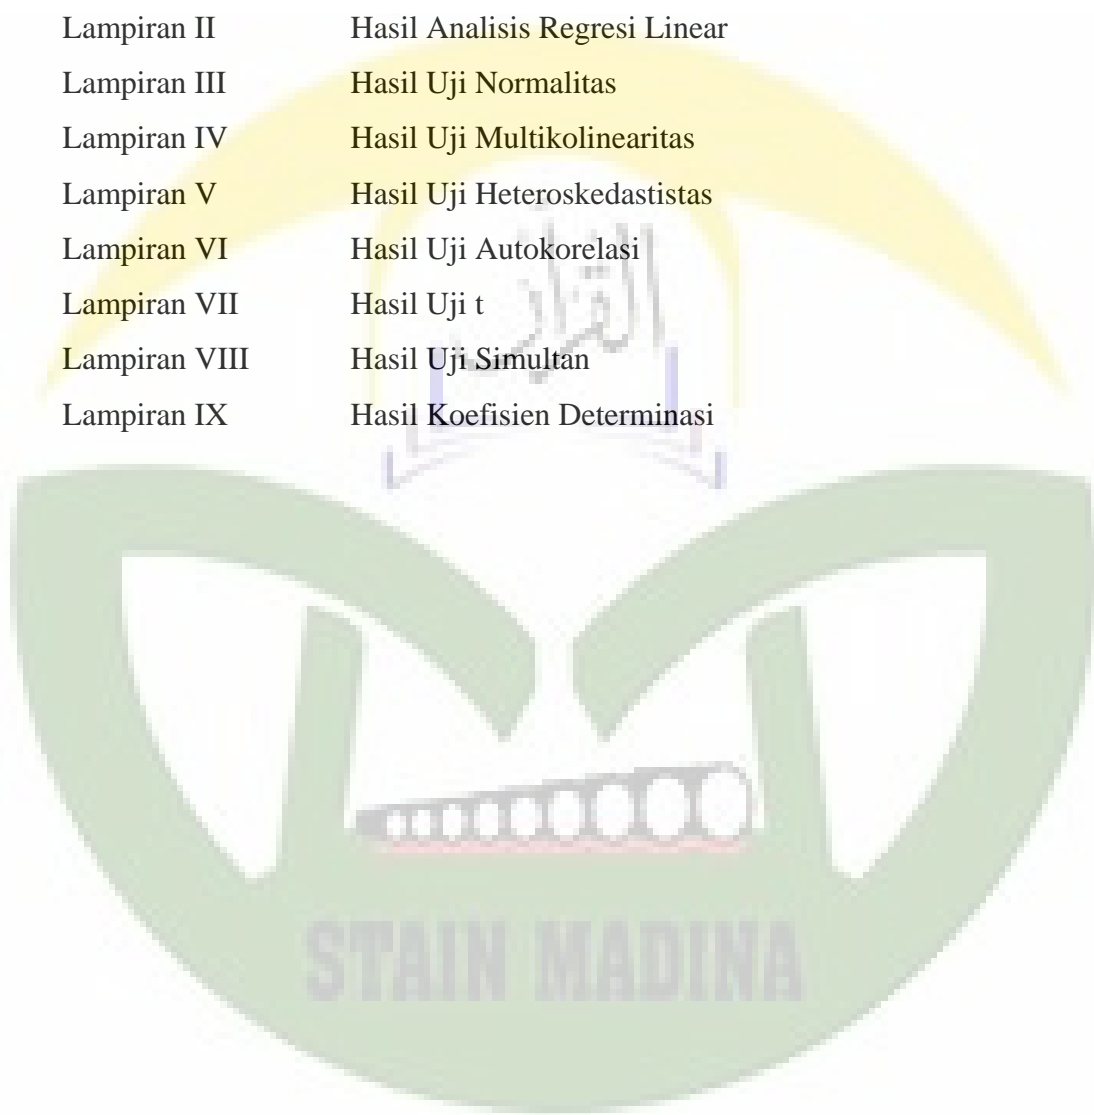 Lampiran II Hasil Analisis Regresi Linear
Lampiran III Hasil Uji Normalitas
Lampiran IV Hasil Uji Multikolinearitas
Lampiran V Hasil Uji Heteroskedastistas
Lampiran VI Hasil Uji Autokorelasi
Lampiran VII Hasil Uji t
Lampiran VIII Hasil Uji Simultan
Lampiran IX Hasil Koefisien Determinasi
القرآن
STAIN MADINA